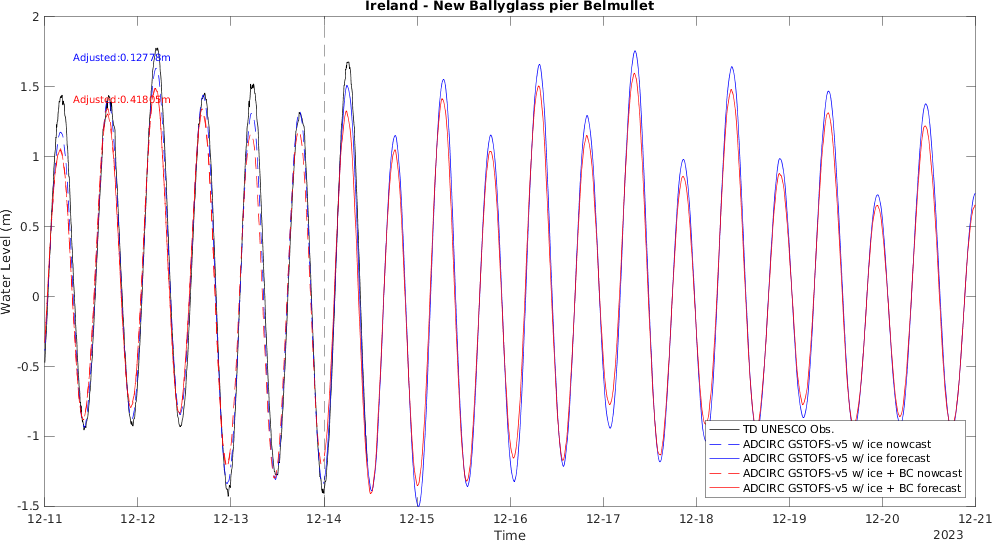 Ireland - New Ballyglass pier Belmullet
2
1.5
1
0.5
0
-0.5
-1
-1.5
Water Level (m)
Adjusted:0.12778m
Adjusted:0.41805m
TD UNESCO Obs.
ADCIRC GSTOFS-v5 w/ ice nowcast
ADCIRC GSTOFS-v5 w/ ice forecast
ADCIRC GSTOFS-v5 w/ ice + BC nowcast
ADCIRC GSTOFS-v5 w/ ice + BC forecast
12-11 12-12 12-13 12-14 12-15 12-16 12-17 12-18 12-19 12-20 12-21
Time
2023